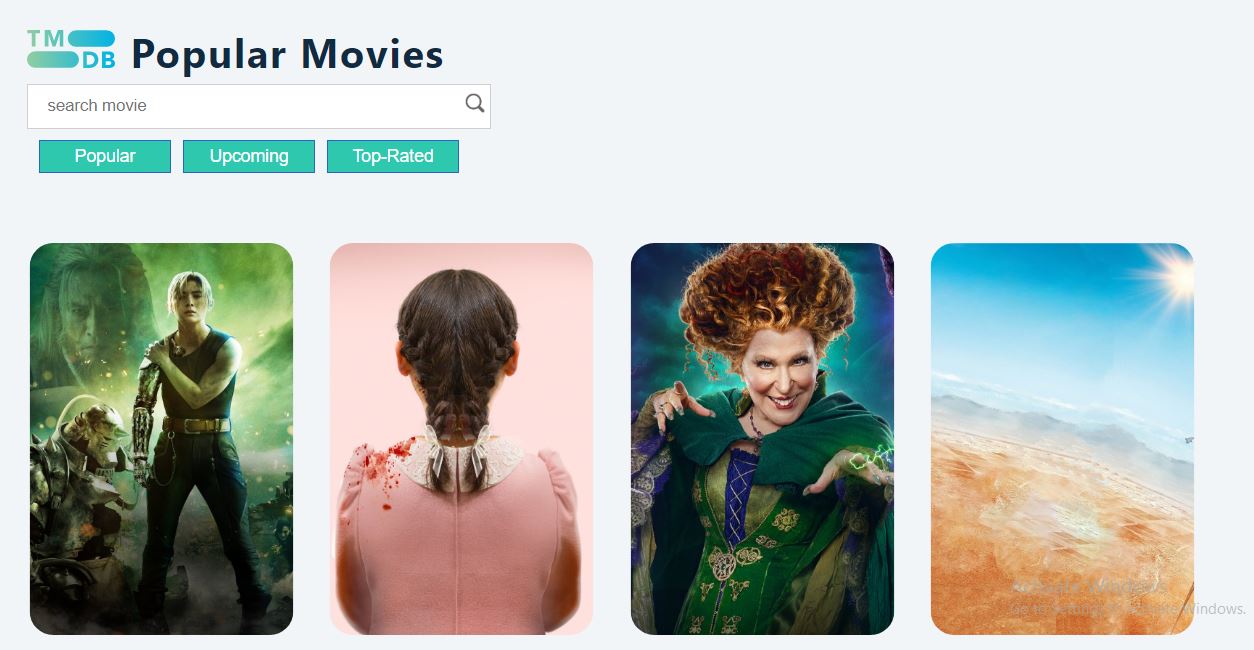 TM
DB
Popular Movies
search movie
Popular
Upcoming
Top-Rated
Activate Windows
Go to Settings to activate Windows.